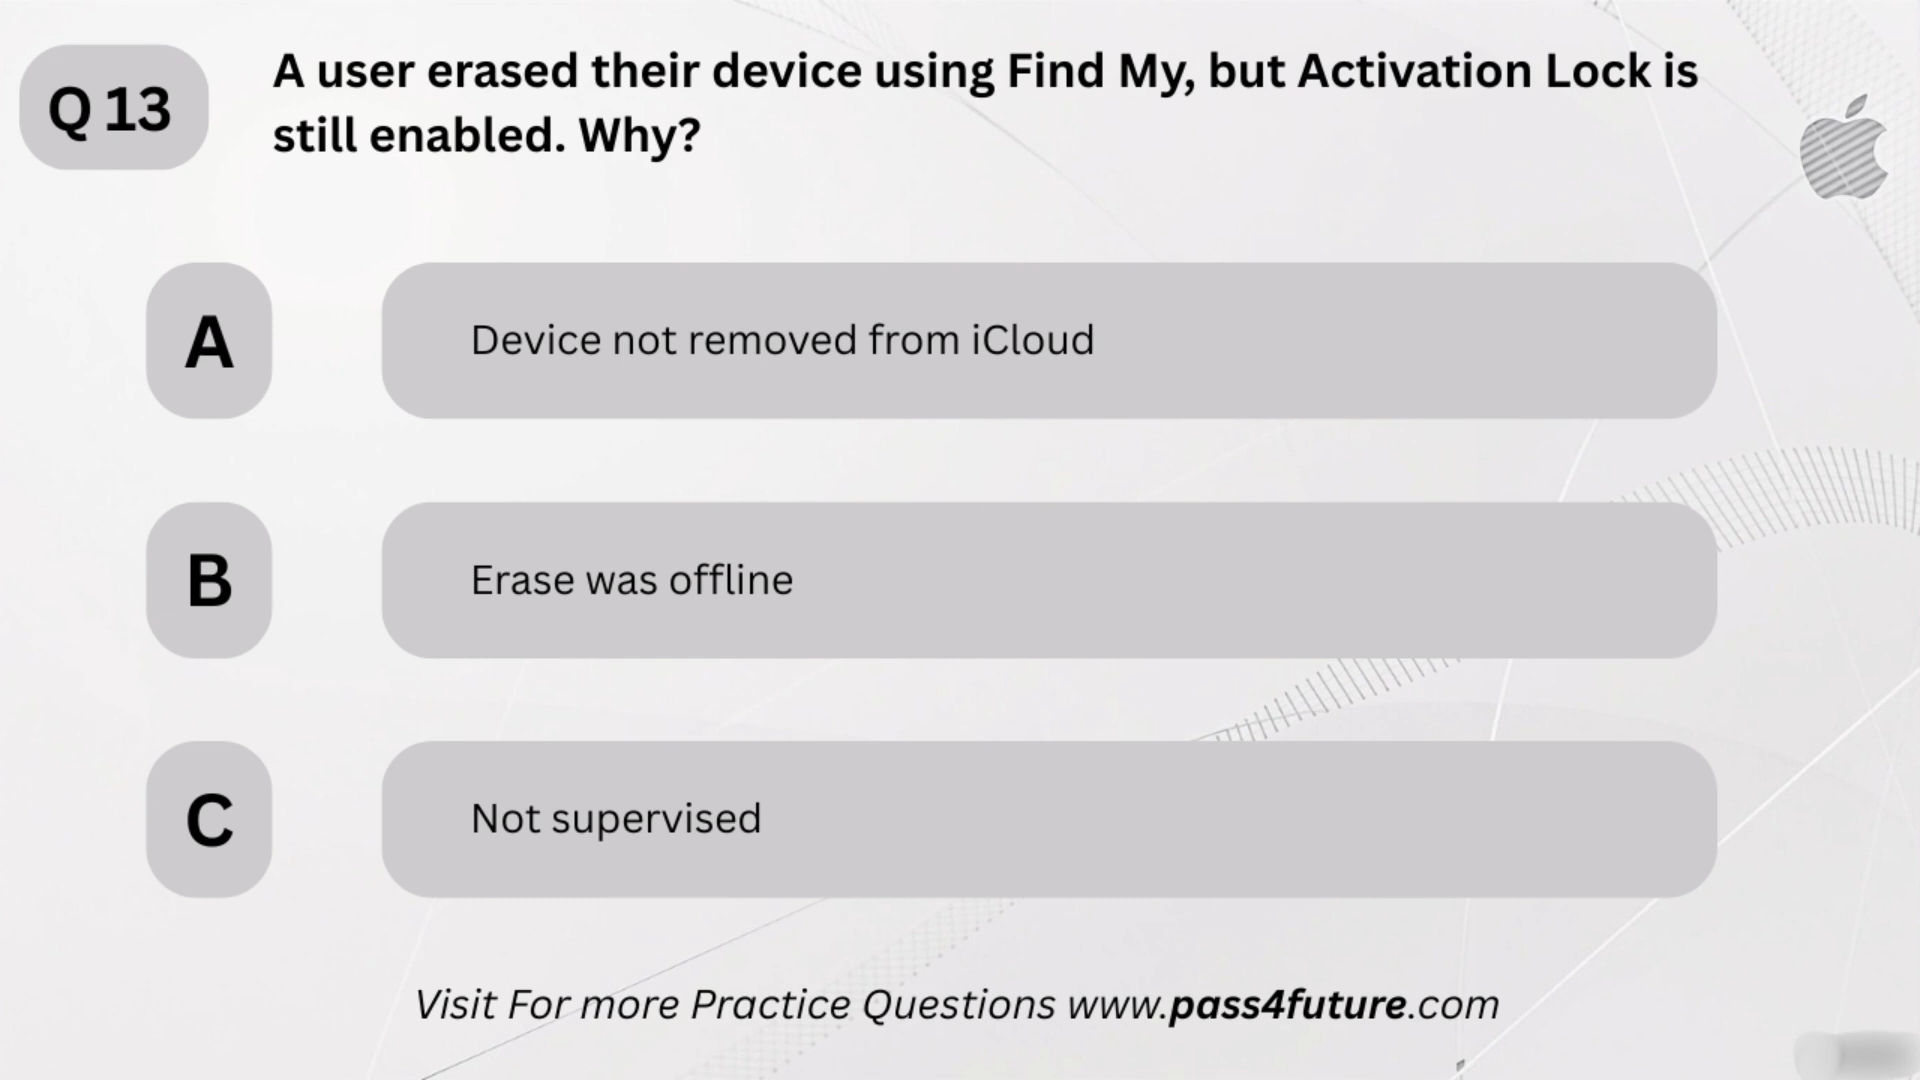 Q 13
A user erased their device using Find My, but Activation Lock is
still enabled. Why?
A
Device not removed from iCloud
B
Erase was offline
C
Not supervised
Visit For more Practice Questions www.pass4future.com